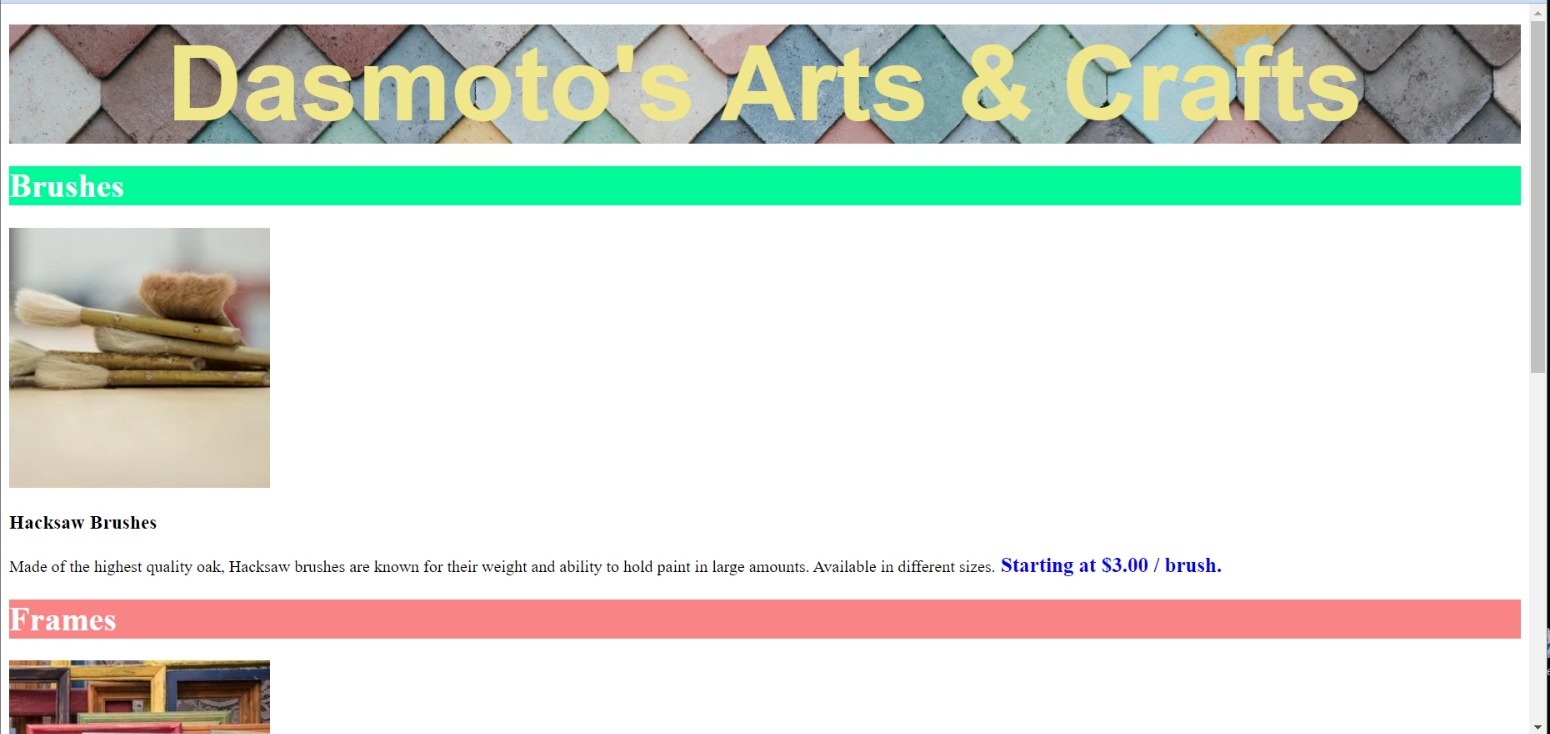 Dasmoto's Arts & Crafts
Brushes
Hacksaw Brushes
Made of the highest quality oak, Hacksaw brushes are known for their weight and ability to hold paint in large amounts. Available in different sizes. Starting at $3.00 / brush.
Frames